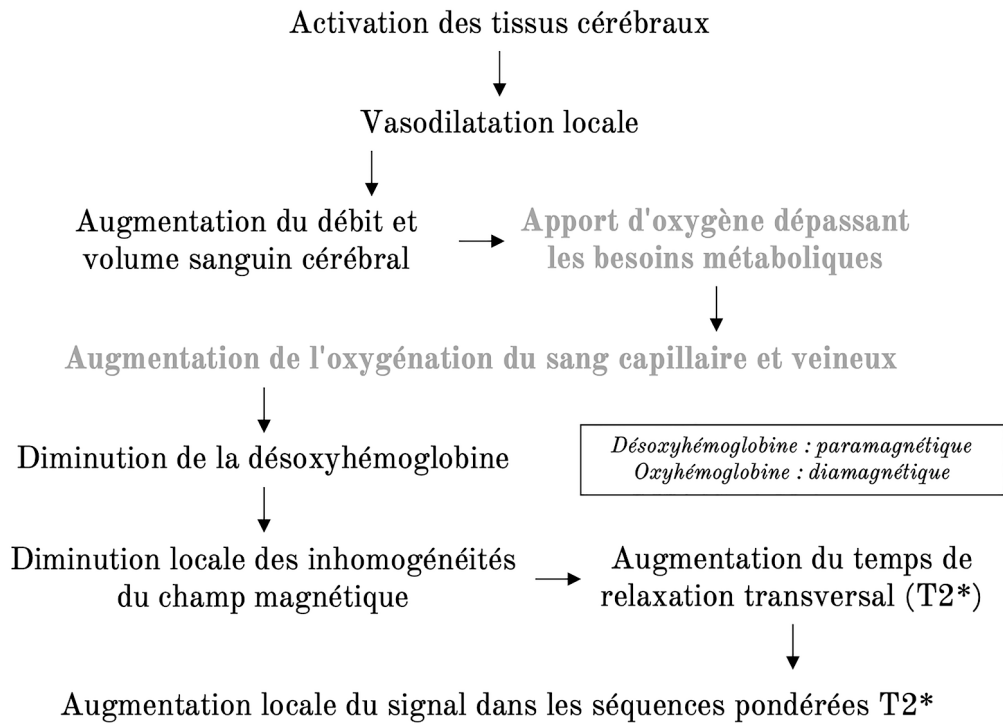 Activation des tissus cérébraux
Vasodilatation locale
Augmentation du débit et
volume sanguin cérébral
Apport d'oxygène dépassant
les besoins métaboliques
Augmentation de l'oxygénation du sang capillaire et veineux
Diminution de la désoxyhémoglobine
Désoxyhémoglobine : paramagnétique
Oxyhémoglobine : diamagnétique
Diminution locale des inhomogénéités
du champ magnétique
Augmentation du temps de
relaxation transversal (T2*)
Augmentation locale du signal dans les séquences pondérées T2*